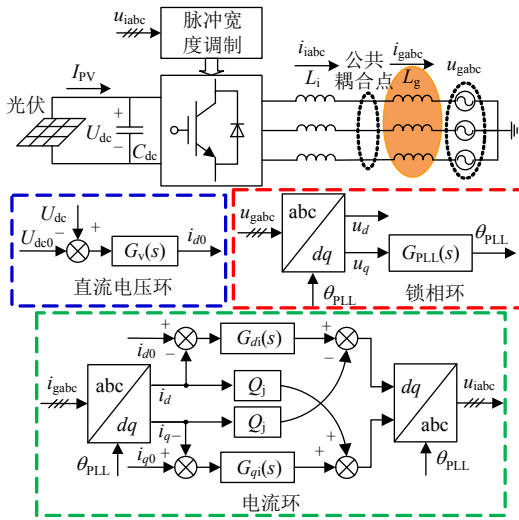 u_iabc
脉冲宽
度调制
I_PV
光伏
+
U_dc
−
C_dc
i_iabc
L_i
公共
耦合点
i_gabc
L_g
u_gabc
U_dc
− +
U_dc0
G_v(s)
i_d0
直流电压环
u_gabc
abc
dq
u_d
u_q
G_PLL(s)
θ_PLL
θ_PLL
锁相环
i_d0
+
−
G_di(s)
+
−
i_gabc
abc
dq
i_d
Q_j
i_q
−
Q_j
dq
abc
u_iabc
θ_PLL
i_q0
+
G_qi(s)
+
+
θ_PLL
电流环